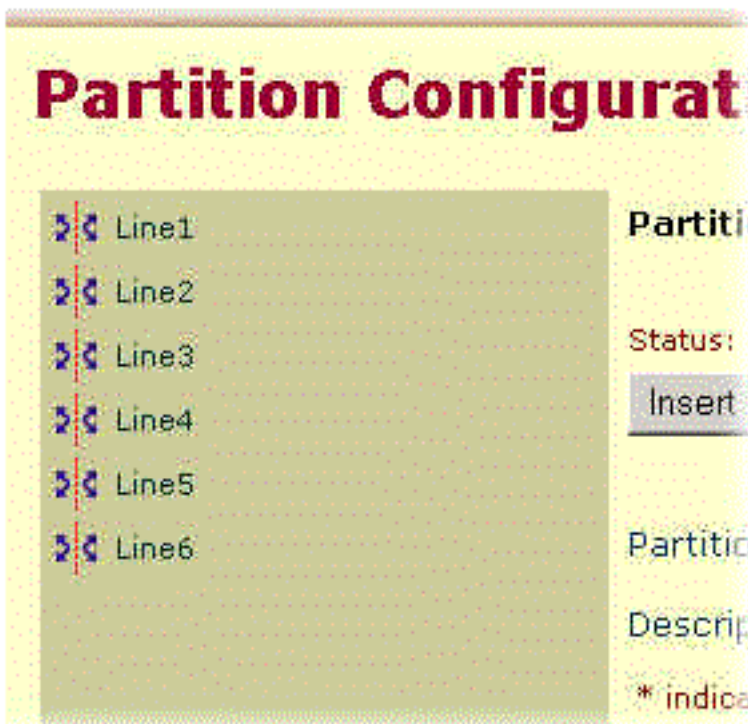 Partition Configurat
Line1
Line2
Line3
Line4
Line5
Line6
Partiti
Status:
Insert
Partitio
Descrip
* indica